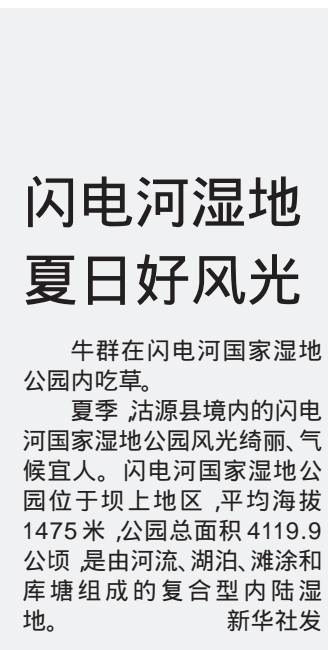 闪电河湿地
夏日好风光
牛群在闪电河国家湿地
公园内吃草。
夏季,沽源县境内的闪电
河国家湿地公园风光绮丽、气
候宜人。闪电河国家湿地公
园位于坝上地区,平均海拔
1475米,公园总面积4119.9
公顷,是由河流、湖泊、滩涂和
库塘组成的复合型内陆湿
地。 新华社发